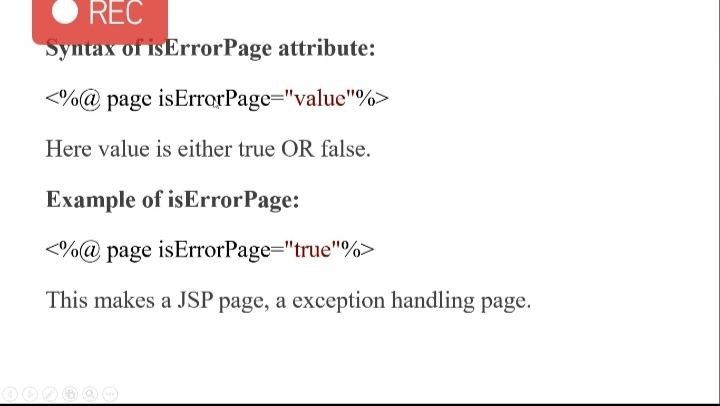 REC
Syntax of isErrorPage attribute:
<%@ page isErrorPage="value"%>
Here value is either true OR false.
Example of isErrorPage:
<%@ page isErrorPage="true"%>
This makes a JSP page, a exception handling page.